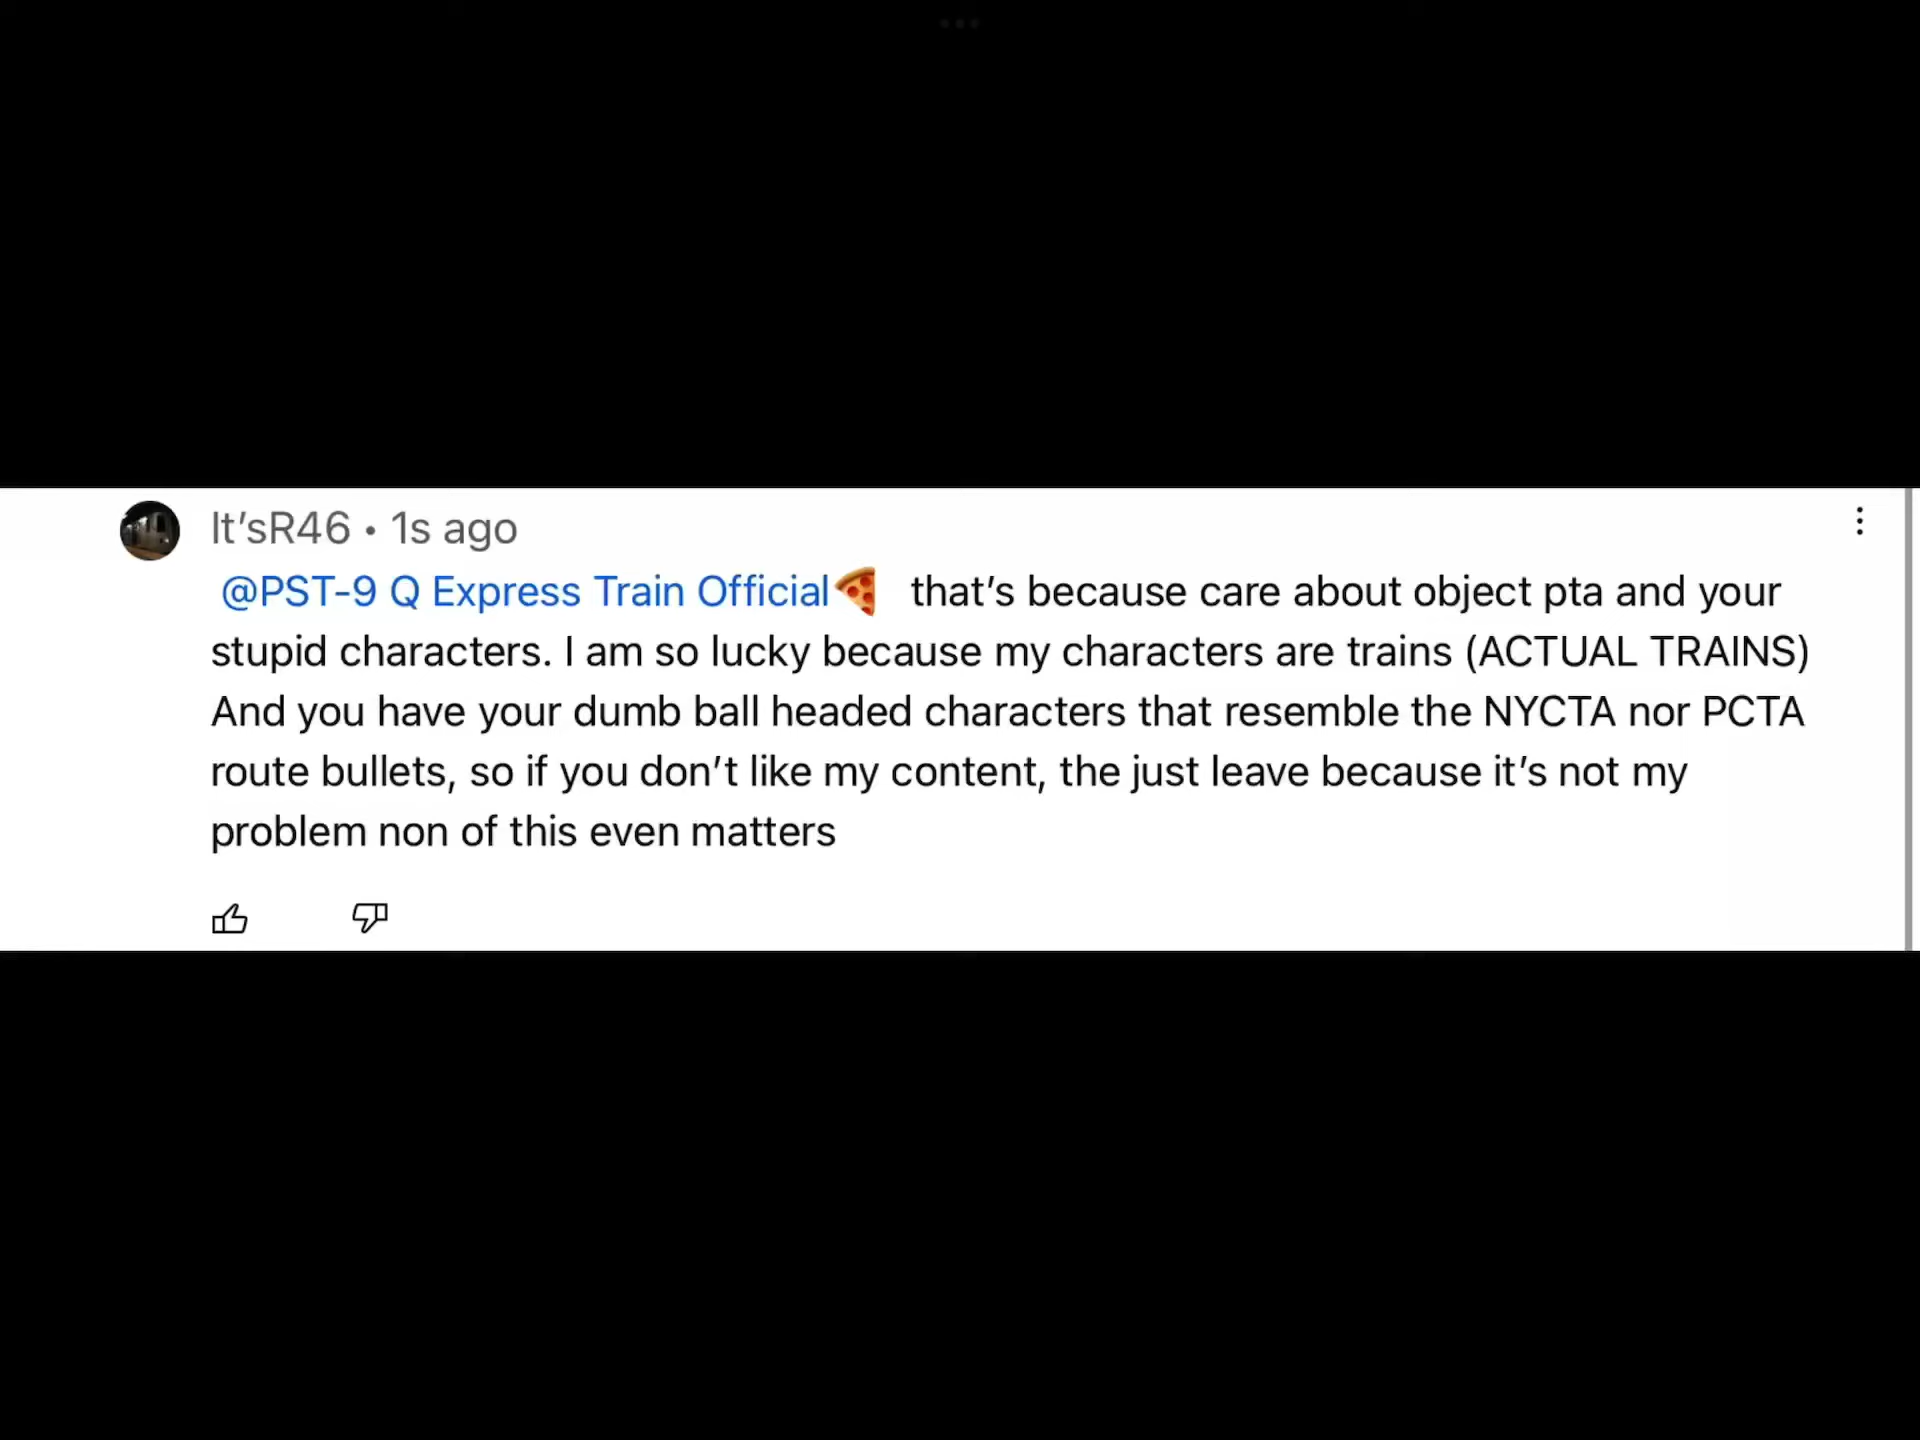 It’sR46 • 1s ago
@PST-9 Q Express Train Official🍕 that’s because care about object pta and your
stupid characters. I am so lucky because my characters are trains (ACTUAL TRAINS)
And you have your dumb ball headed characters that resemble the NYCTA nor PCTA
route bullets, so if you don’t like my content, the just leave because it’s not my
problem non of this even matters